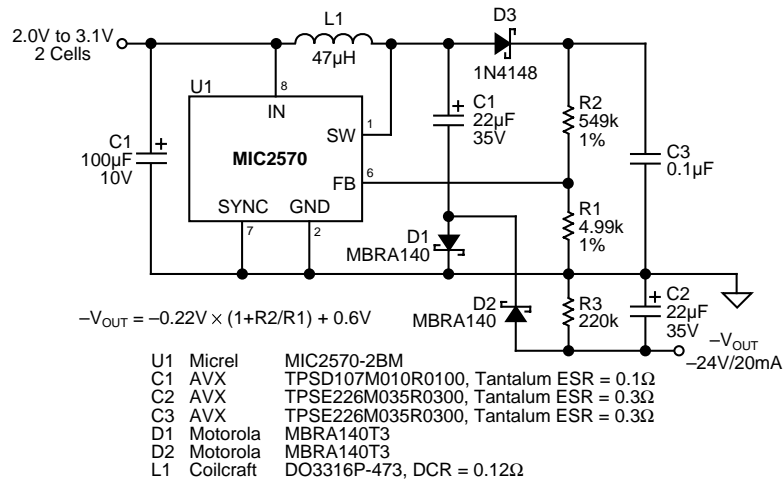 2.0V to 3.1V
2 Cells
L1
47µH
D3
1N4148
U1
8
IN
SW
1
MIC2570
FB
6
SYNC
GND
7
2
C1
100µF
10V
+
C1
22µF
35V
+
R2
549k
1%
C3
0.1µF
R1
4.99k
1%
D1
MBRA140
D2
MBRA140
R3
220k
+
C2
22µF
35V
–VOUT = –0.22V × (1+R2/R1) + 0.6V
–VOUT
–24V/20mA
U1 Micrel MIC2570-2BM
C1 AVX TPSD107M010R0100, Tantalum ESR = 0.1Ω
C2 AVX TPSE226M035R0300, Tantalum ESR = 0.3Ω
C3 AVX TPSE226M035R0300, Tantalum ESR = 0.3Ω
D1 Motorola MBRA140T3
D2 Motorola MBRA140T3
L1 Coilcraft DO3316P-473, DCR = 0.12Ω